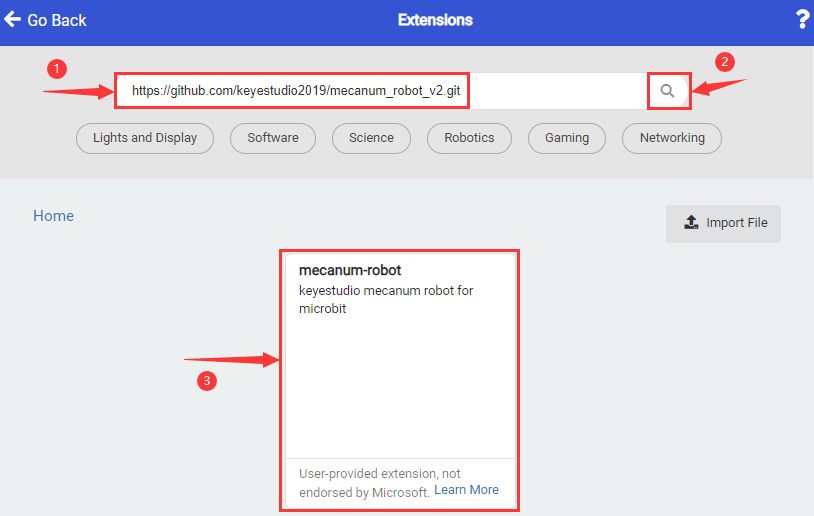 Go Back
Extensions
?
1
2
https://github.com/keyestudio2019/mecanum_robot_v2.git
Lights and Display
Software
Science
Robotics
Gaming
Networking
Home
Import File
mecanum-robot
keyestudio mecanum robot for
microbit
3
User-provided extension, not
endorsed by Microsoft. Learn More